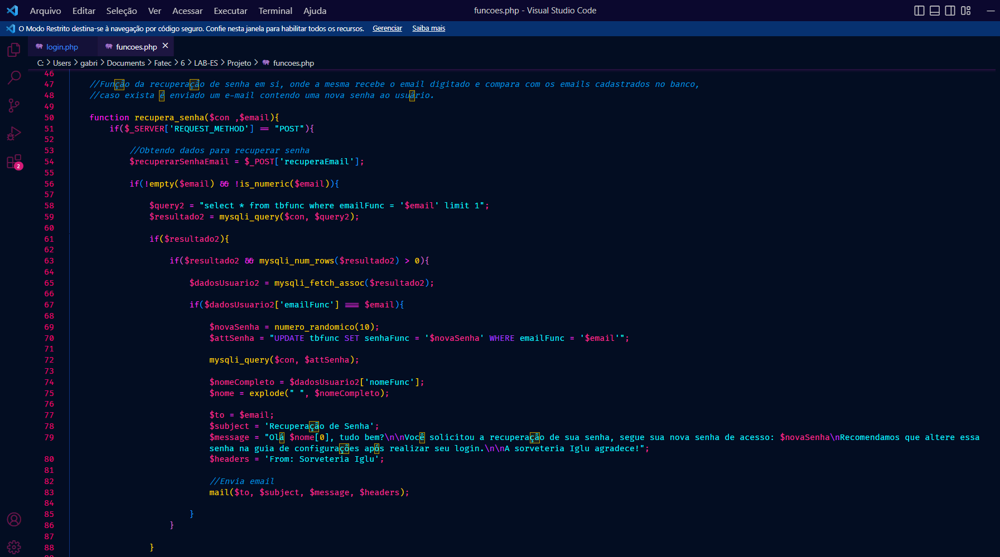 Arquivo Editar Seleção Ver Acessar Executar Terminal Ajuda funcoes.php - Visual Studio Code
O Modo Restrito destina-se à navegação por código seguro. Confie nesta janela para habilitar todos os recursos. Gerenciar Saiba mais
login.php funcoes.php
C: > Users > gabri > Documents > Fatec > 6 > LAB-ES > Projeto > funcoes.php
46
47 //Função da recuperação de senha em si, onde a mesma recebe o email digitado e compara com os emails cadastrados no banco,
48 //caso exista é enviado um e-mail contendo uma nova senha ao usuário.
49
50 function recupera_senha($con ,$email){
51 if($_SERVER['REQUEST_METHOD'] == "POST"){
52
53 //Obtendo dados para recuperar senha
54 $recuperarSenhaEmail = $_POST['recuperaEmail'];
55
56 if(!empty($email) && !is_numeric($email)){
57
58 $query2 = "select * from tbfunc where emailFunc = '$email' limit 1";
59 $resultado2 = mysqli_query($con, $query2);
60
61 if($resultado2){
62
63 if($resultado2 && mysqli_num_rows($resultado2) > 0){
64
65 $dadosUsuario2 = mysqli_fetch_assoc($resultado2);
66
67 if($dadosUsuario2['emailFunc'] === $email){
68
69 $novaSenha = numero_randomico(10);
70 $attSenha = "UPDATE tbfunc SET senhaFunc = '$novaSenha' WHERE emailFunc = '$email'";
71
72 mysqli_query($con, $attSenha);
73
74 $nomeCompleto = $dadosUsuario2['nomeFunc'];
75 $nome = explode(" ", $nomeCompleto);
76
77 $to = $email;
78 $subject = 'Recuperação de Senha';
79 $message = "Olá $nome[0], tudo bem?\n\nVocê solicitou a recuperação de sua senha, segue sua nova senha de acesso: $novaSenha\nRecomendamos que altere essa
senha na guia de configurações após realizar seu login.\n\nA sorveteria Iglu agradece!";
80 $headers = 'From: Sorveteria Iglu';
81
82 //Envia email
83 mail($to, $subject, $message, $headers);
84
85 }
86 }
87
88 }
2